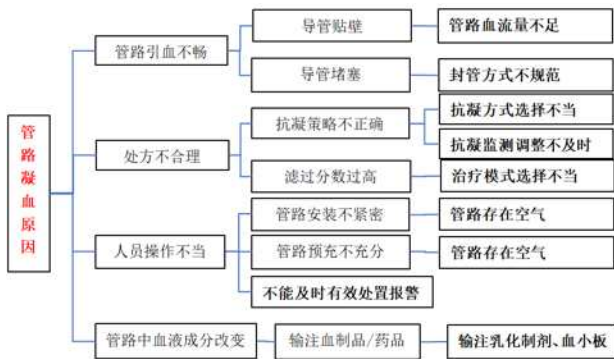 管路凝血原因
管路引血不畅
导管贴壁
管路血流量不足
导管堵塞
封管方式不规范
处方不合理
抗凝策略不正确
抗凝方式选择不当
抗凝监测调整不及时
滤过分数过高
治疗模式选择不当
人员操作不当
管路安装不紧密
管路存在空气
管路预充不充分
管路存在空气
不能及时有效处置报警
管路中血液成分改变
输注血制品/药品
输注乳化制剂、血小板